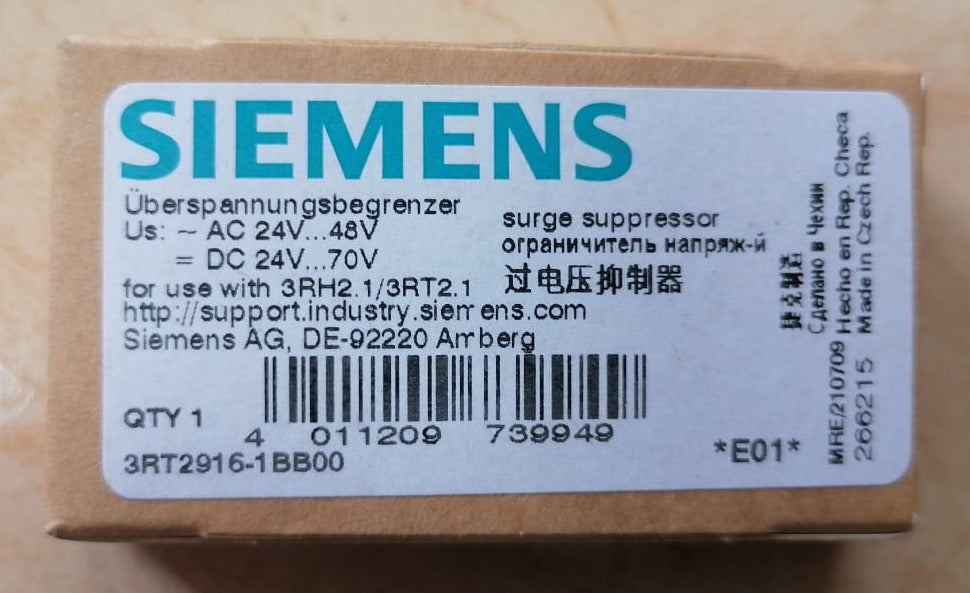 SIEMENS
Überspannungsbegrenzer
Us: ~ AC 24V...48V
= DC 24V...70V
for use with 3RH2.1/3RT2.1
http://support.industry.siemens.com
Siemens AG, DE-92220 Amberg
surge suppressor
ограничитель напряж-й
过电压抑制器
QTY 1
4 011209 739949
3RT2916-1BB00
*E01*
捷克制造
Сделано в Чехии
MRE/210709 Hecho en Rep. Checa
266215 Made in Czech Rep.